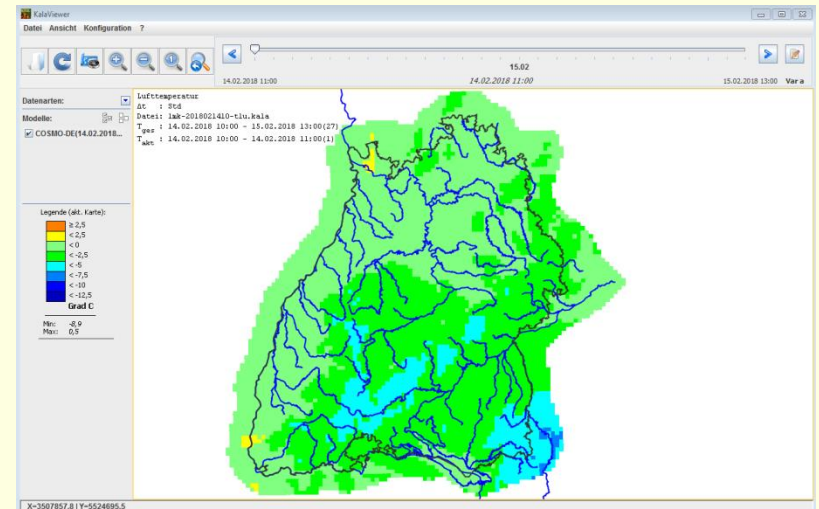 KalaViewer
Datei Ansicht Konfiguration ?
15.02
14.02.2018 11:00
14.02.2018 11:00
15.02.2018 13:00 Var a
Datenarten:
Modelle:
COSMO-DE(14.02.2018...
Lufttemperatur
Δt : Std
Datei: lmk-2018021410-tlu.kala
Tges : 14.02.2018 10:00 - 15.02.2018 13:00(27)
Takt : 14.02.2018 10:00 - 14.02.2018 11:00(1)
Legende (akt. Karte):
≥ 2,5
< 2,5
< 0
< -2,5
< -5
< -7,5
< -10
< -12,5
Grad C
Min: -8,9
Max: 0,5
X=3507857.8 | Y=5524695.5